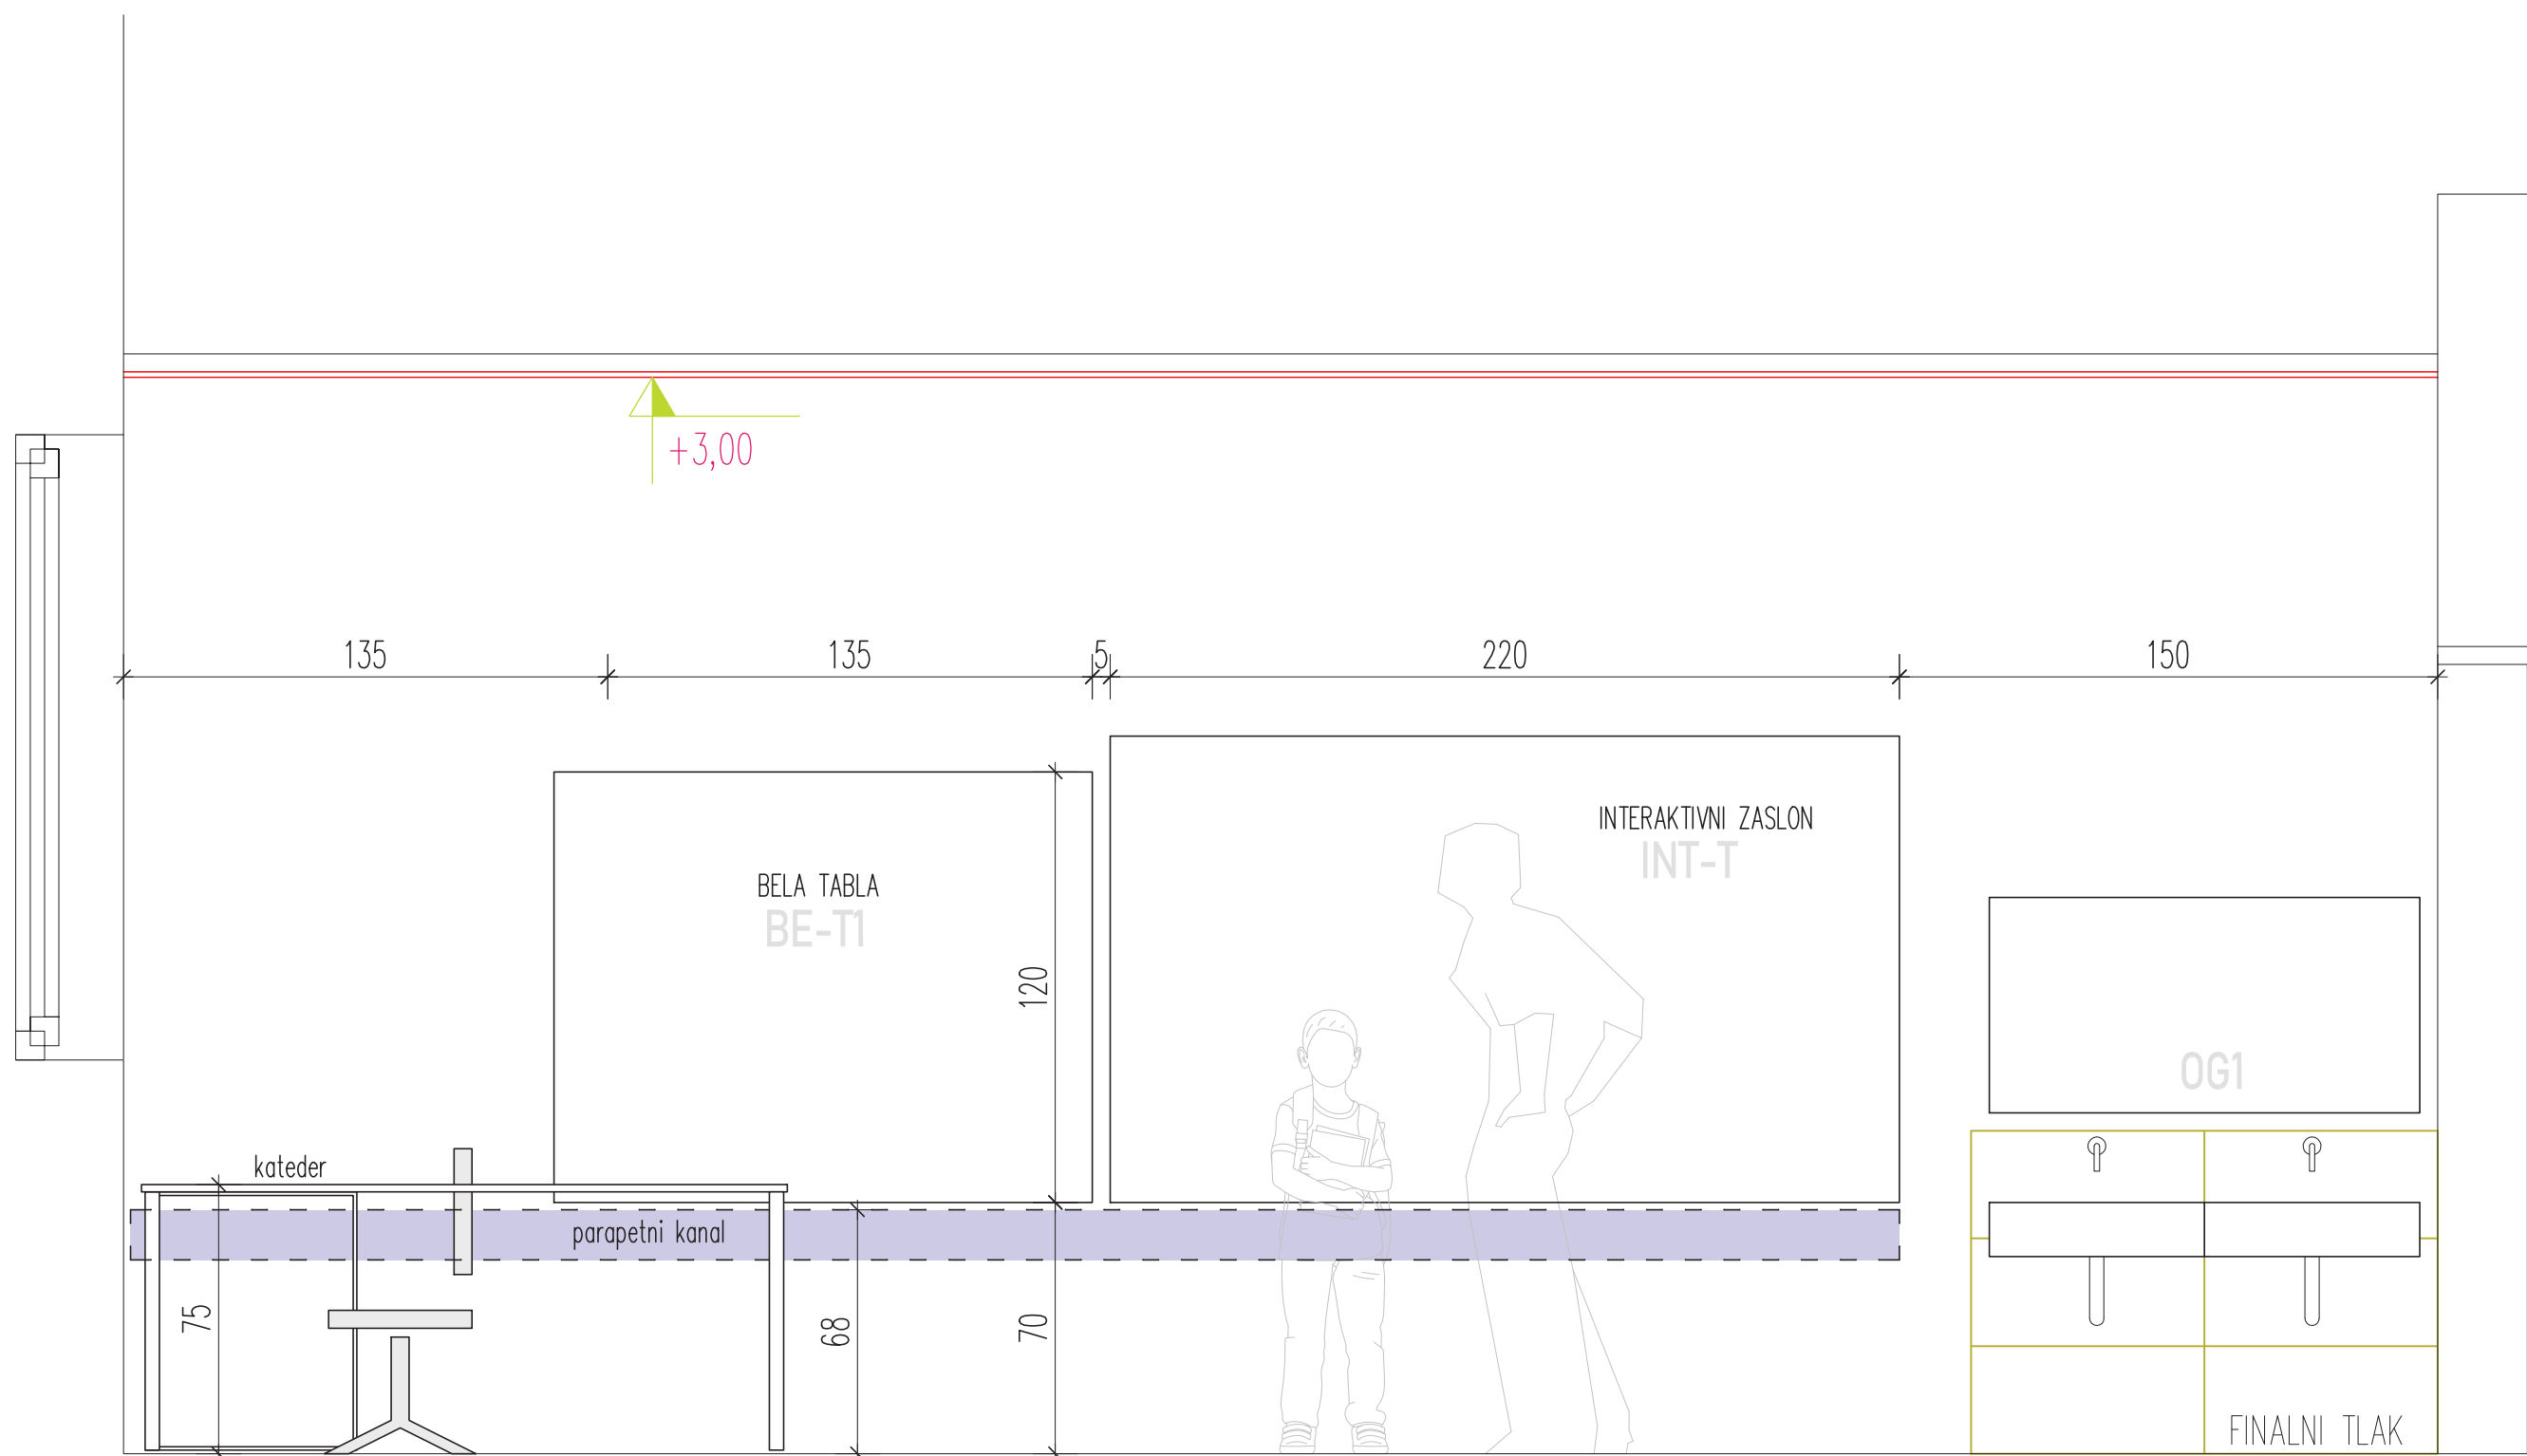 +3,00
135 135 5 220 150
INTERAKTIVNI ZASLON
INT-T
BELA TABLA
BE-T1
120
OG1
kateder
parapetni kanal
75
68
70
FINALNI TLAK